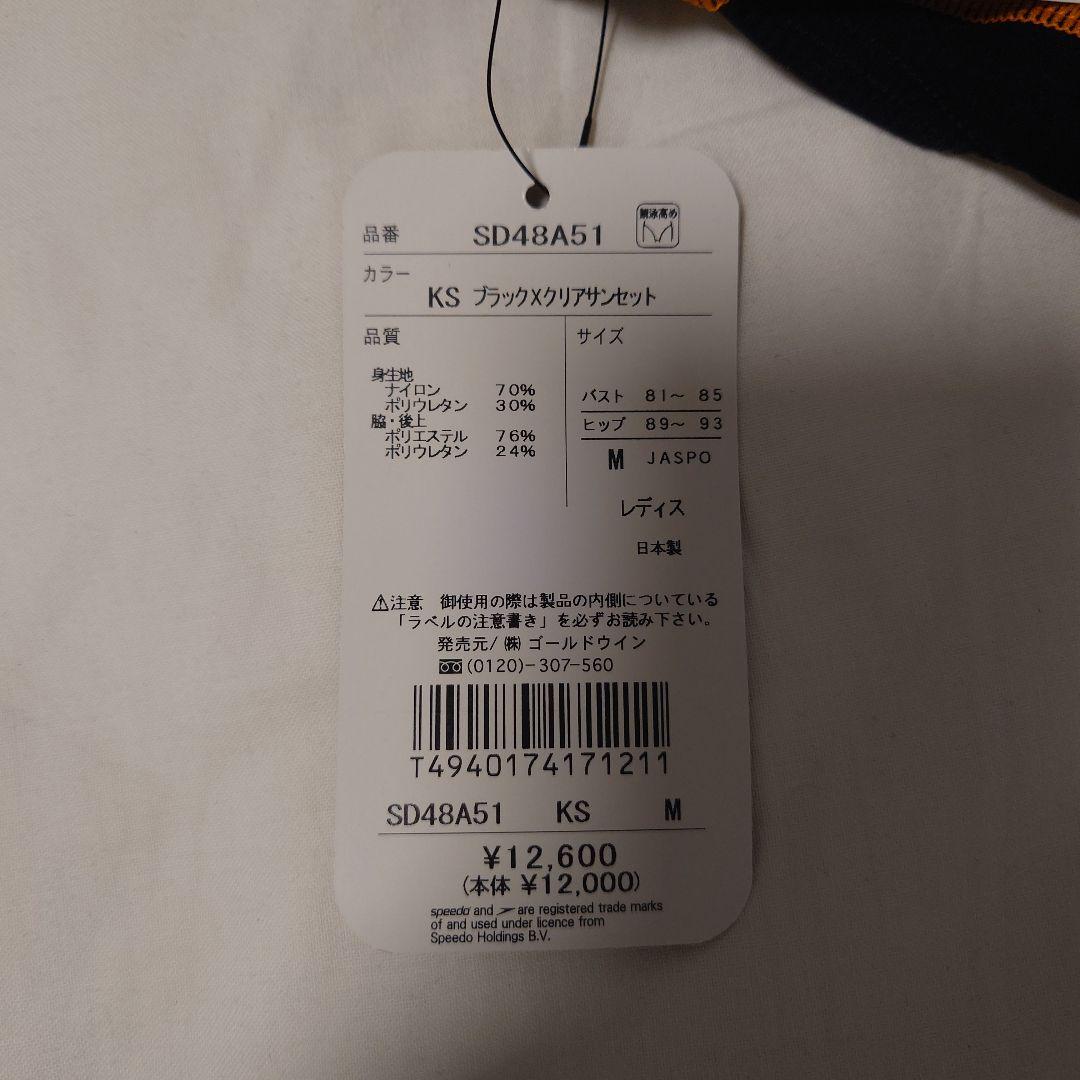 品番 SD48A51 競泳高め
カラー
KS ブラックXクリアサンセット
品質
身生地
ナイロン 70%
ポリウレタン 30%
脇・後上
ポリエステル 76%
ポリウレタン 24%
サイズ
バスト 81〜 85
ヒップ 89〜 93
M JASPO
レディス
日本製
⚠注意 御使用の際は製品の内側についている
「ラベルの注意書き」を必ずお読み下さい。
発売元/ ㈱ ゴールドウイン
(0120)-307-560
T4940174171211
SD48A51 KS M
¥12,600
(本体 ¥12,000)
speedo and are registered trade marks
of and used under licence from
Speedo Holdings B.V.